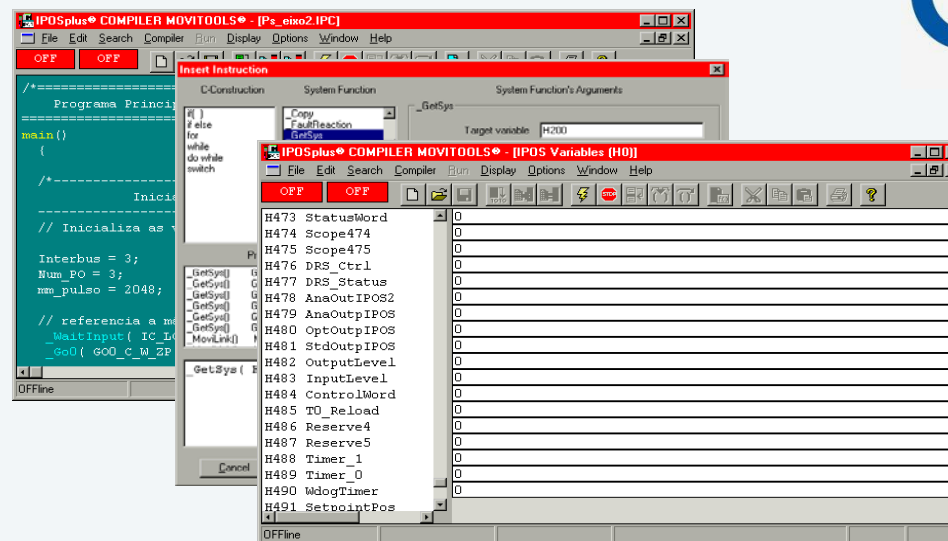 IPOSplus® COMPILER MOVITOOLS® - [Ps_eixo2.IPC]
File Edit Search Compiler Run Display Options Window Help
OFF OFF
/*
Programa
main()
{
/*
// Inicializa as
Interbus = 3;
Num_PO = 3;
mm_pulso = 2048;
// referencia a
_WaitInput(
_Go0( GO0_C_W_ZP
OFFline
Insert Instruction
C-Construction System Function System Function's Arguments
if( )
if else
for
while
do while
switch
_Copy
_FaultReaction
_GetSys
_GetSys
Target variable H200
_GetSys()
_GetSys()
_GetSys()
_GetSys()
_GetSys()
_GetSys()
_MoviLink()
_GetSys(
Cancel
IPOSplus® COMPILER MOVITOOLS® - [IPOS Variables (H0)]
File Edit Search Compiler Run Display Options Window Help
OFF OFF
H473 StatusWord 0
H474 Scope474 0
H475 Scope475 0
H476 DRS_Ctrl 0
H477 DRS_Status 0
H478 AnaOutIPOS2 0
H479 AnaOutpIPOS 0
H480 OptOutpIPOS 0
H481 StdOutpIPOS 0
H482 OutputLevel 0
H483 InputLevel 0
H484 ControlWord 0
H485 T0_Reload 0
H486 Reserve4 0
H487 Reserve5 0
H488 Timer_1 0
H489 Timer_0 0
H490 WdogTimer 0
H491 SetpointPos
OFFline